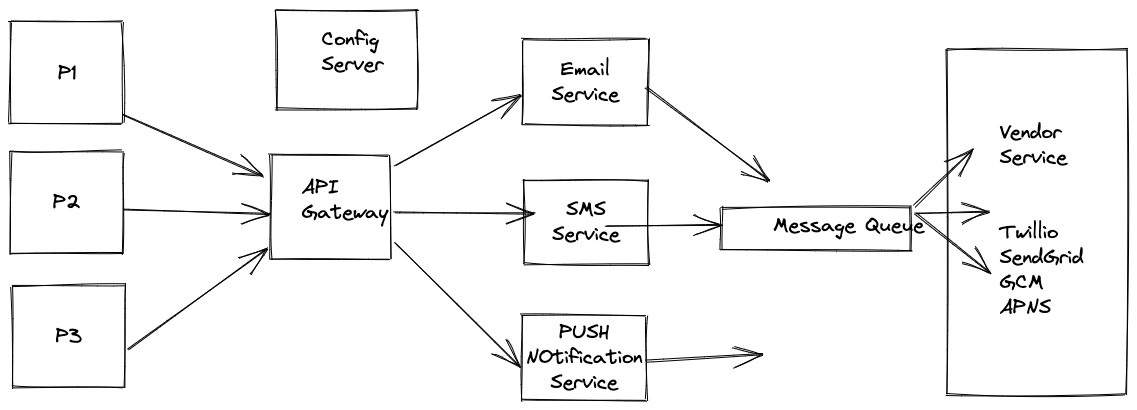 P1
P2
P3
Config
Server
API
Gateway
Email
Service
SMS
Service
PUSH
NOtification
Service
Message Queue
Vendor
Service
Twillio
SendGrid
GCM
APNS